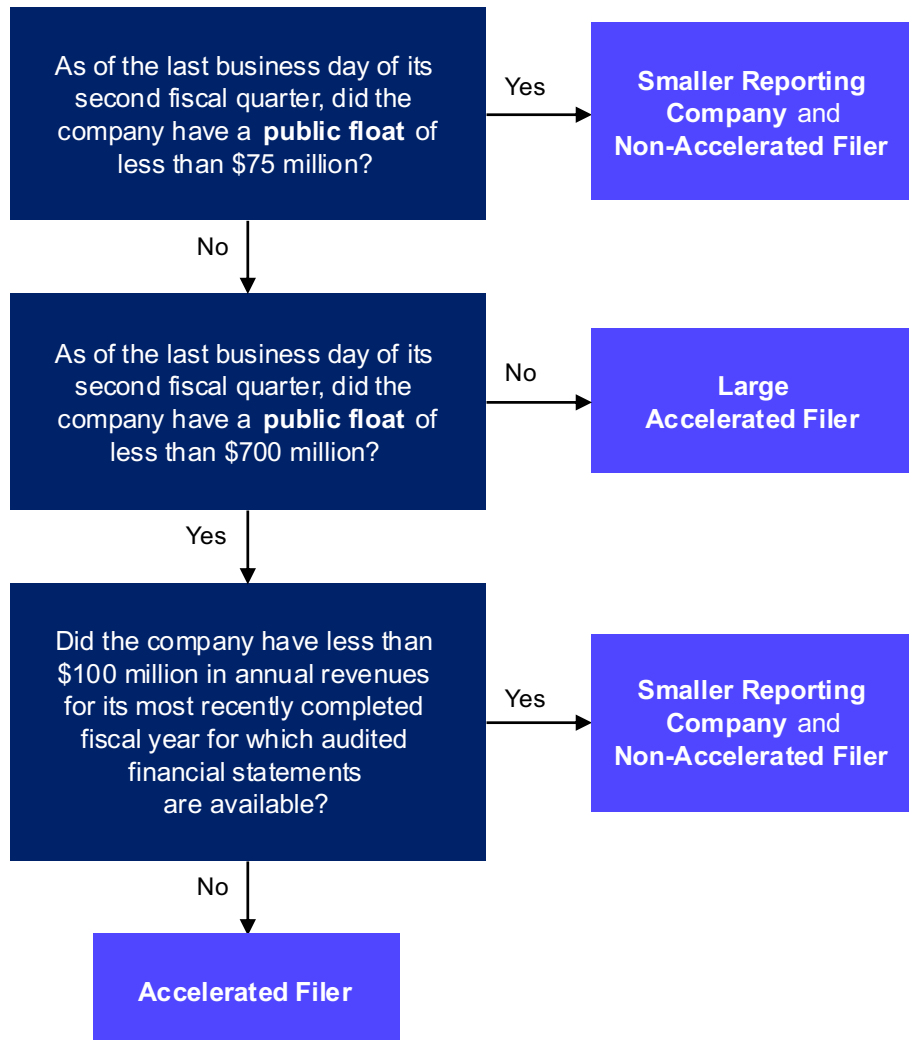 As of the last business day of its
second fiscal quarter, did the
company have a public float of
less than $75 million?
Yes
Smaller Reporting
Company and
Non-Accelerated Filer
No
As of the last business day of its
second fiscal quarter, did the
company have a public float of
less than $700 million?
No
Large
Accelerated Filer
Yes
Did the company have less than
$100 million in annual revenues
for its most recently completed
fiscal year for which audited
financial statements
are available?
Yes
Smaller Reporting
Company and
Non-Accelerated Filer
No
Accelerated Filer